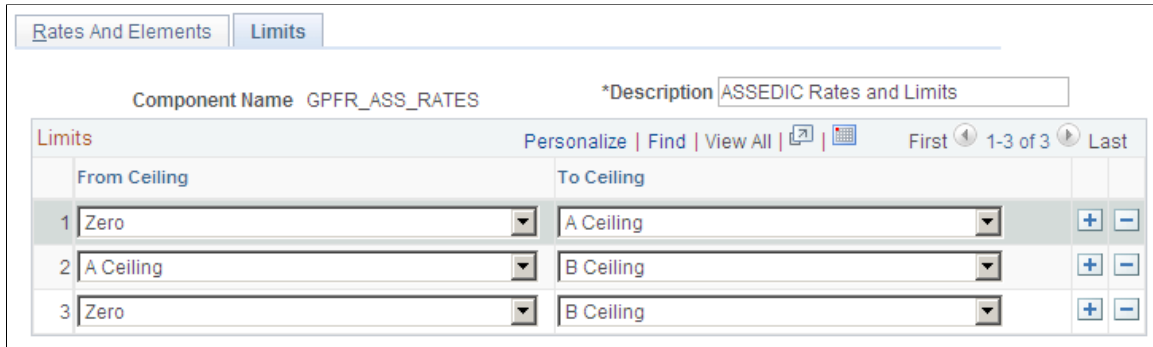 Rates And Elements Limits
Component Name GPFR_ASS_RATES *Description ASSEDIC Rates and Limits
Limits Personalize | Find | View All | | First 1-3 of 3 Last
From Ceiling To Ceiling
1 Zero A Ceiling + -
2 A Ceiling B Ceiling + -
3 Zero B Ceiling + -